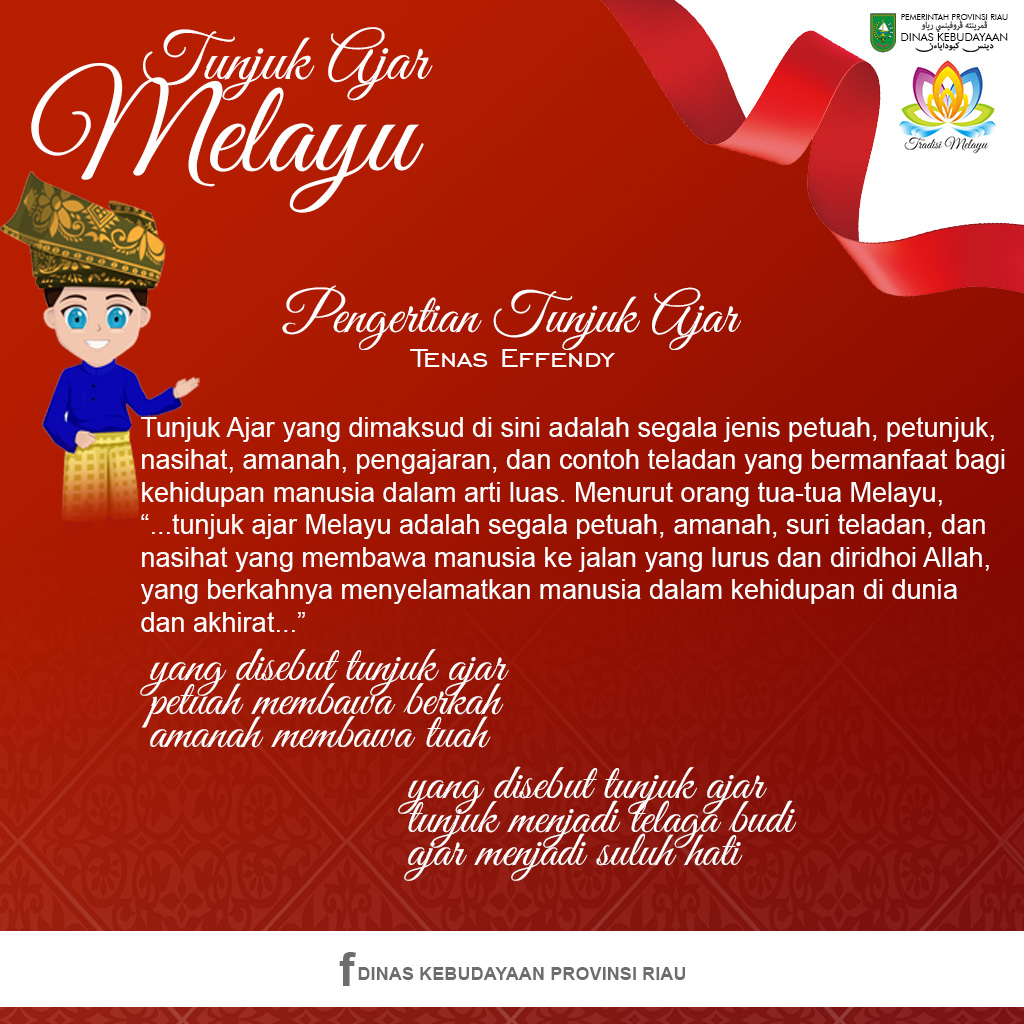 Tunjuk Ajar
Melayu
PEMERINTAH PROVINSI RIAU
ڤمرينته ڤروڤينسي رياو
DINAS KEBUDAYAAN
دينس كبوداياءن
Tradisi Melayu
Pengertian Tunjuk Ajar
TENAS EFFENDY
Tunjuk Ajar yang dimaksud di sini adalah segala jenis petuah, petunjuk,
nasihat, amanah, pengajaran, dan contoh teladan yang bermanfaat bagi
kehidupan manusia dalam arti luas. Menurut orang tua-tua Melayu,
“...tunjuk ajar Melayu adalah segala petuah, amanah, suri teladan, dan
nasihat yang membawa manusia ke jalan yang lurus dan diridhoi Allah,
yang berkahnya menyelamatkan manusia dalam kehidupan di dunia
dan akhirat...”
yang disebut tunjuk ajar
petuah membawa berkah
amanah membawa tuah
yang disebut tunjuk ajar
tunjuk menjadi telaga budi
ajar menjadi suluh hati
f DINAS KEBUDAYAAN PROVINSI RIAU